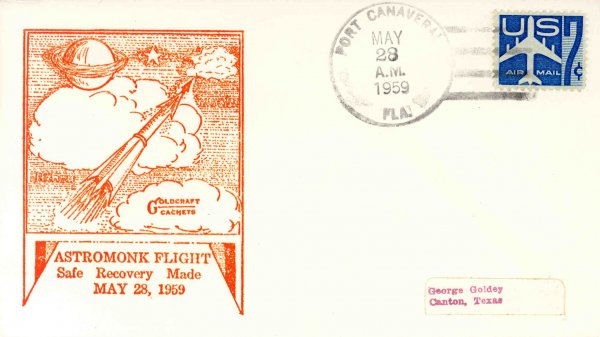 GOLDCRAFT
CACHETS
ASTROMONK FLIGHT
Safe Recovery Made
MAY 28, 1959
PORT CANAVERAL
MAY
28
A.M.
1959
FLA.
US
AIR MAIL 7¢
George Goldey
Canton, Texas